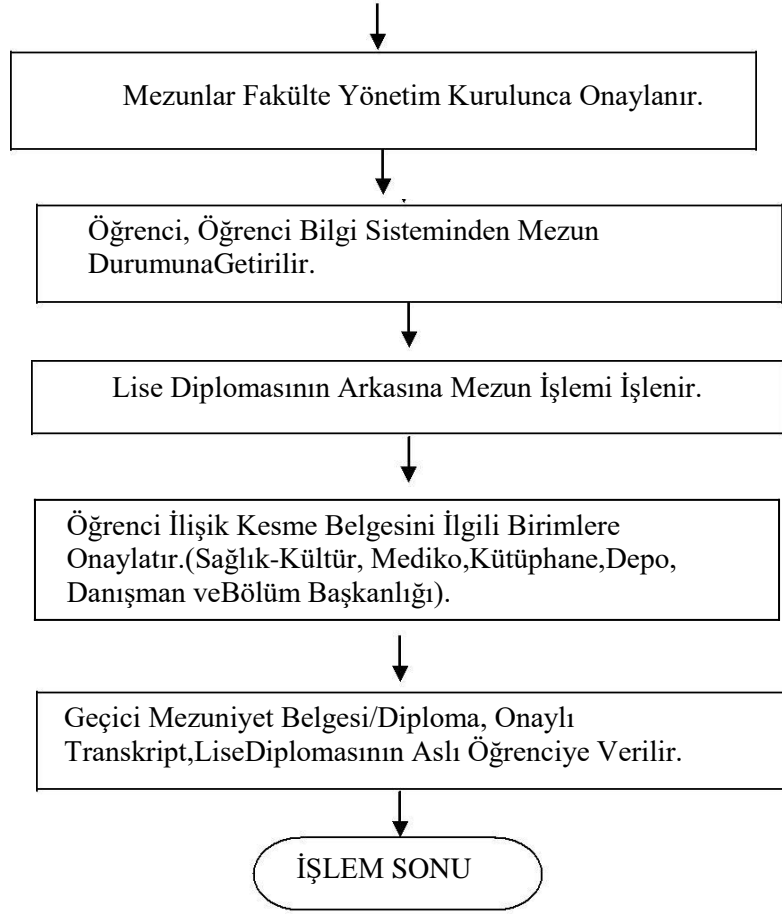 Mezunlar Fakülte Yönetim Kurulunca Onaylanır.
Öğrenci, Öğrenci Bilgi Sisteminden Mezun
DurumunaGetirilir.
Lise Diplomasının Arkasına Mezun İşlemi İşlenir.
Öğrenci İlişik Kesme Belgesini İlgili Birimlere
Onaylatır.(Sağlık-Kültür, Mediko,Kütüphane,Depo,
Danışman veBölüm Başkanlığı).
Geçici Mezuniyet Belgesi/Diploma, Onaylı
Transkript,LiseDiplomasının Aslı Öğrenciye Verilir.
İŞLEM SONU